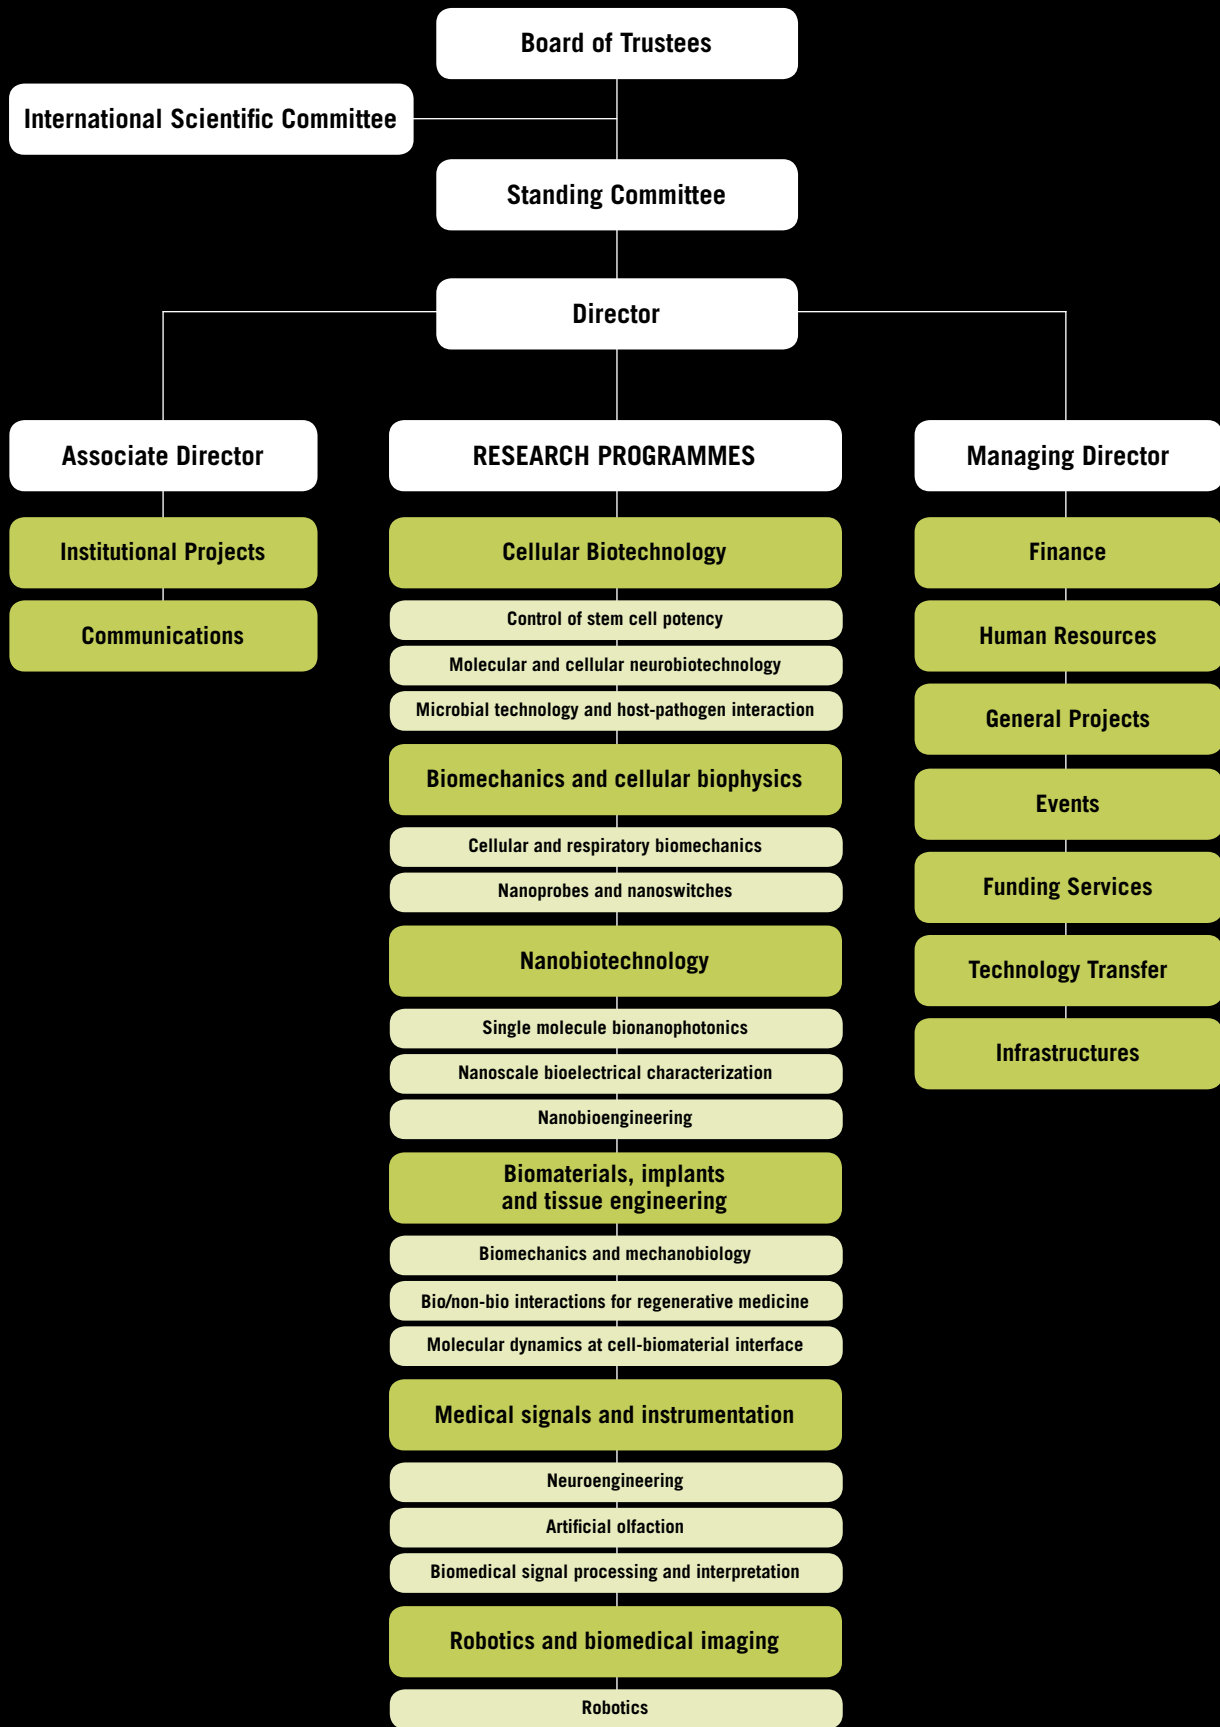 Board of Trustees
International Scientific Committee
Standing Committee
Director
Associate Director
Institutional Projects
Communications
RESEARCH PROGRAMMES
Cellular Biotechnology
Control of stem cell potency
Molecular and cellular neurobiotechnology
Microbial technology and host-pathogen interaction
Biomechanics and cellular biophysics
Cellular and respiratory biomechanics
Nanoprobes and nanoswitches
Nanobiotechnology
Single molecule bionanophotonics
Nanoscale bioelectrical characterization
Nanobioengineering
Biomaterials, implants
and tissue engineering
Biomechanics and mechanobiology
Bio/non-bio interactions for regenerative medicine
Molecular dynamics at cell-biomaterial interface
Medical signals and instrumentation
Neuroengineering
Artificial olfaction
Biomedical signal processing and interpretation
Robotics and biomedical imaging
Robotics
Managing Director
Finance
Human Resources
General Projects
Events
Funding Services
Technology Transfer
Infrastructures